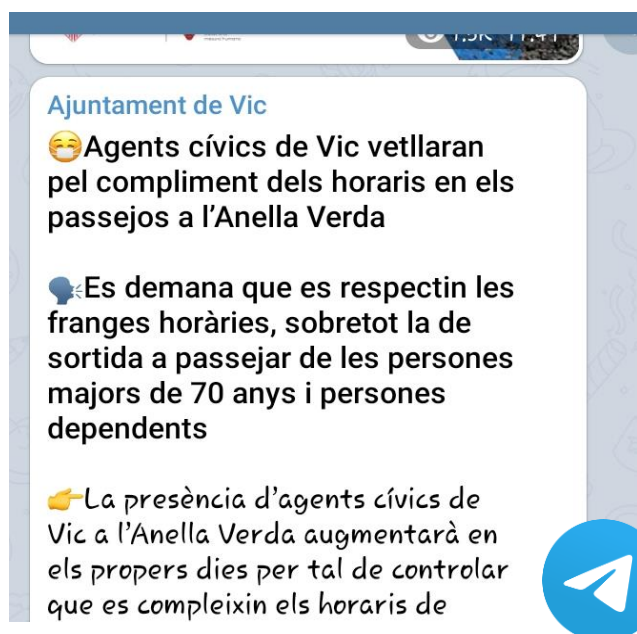 Ajuntament de Vic
😷Agents cívics de Vic vetllaran
pel compliment dels horaris en els
passejos a l’Anella Verda
🗣️Es demana que es respectin les
franges horàries, sobretot la de
sortida a passejar de les persones
majors de 70 anys i persones
dependents
👉La presència d’agents cívics de
Vic a l’Anella Verda augmentarà en
els propers dies per tal de controlar
que es compleixin els horaris de